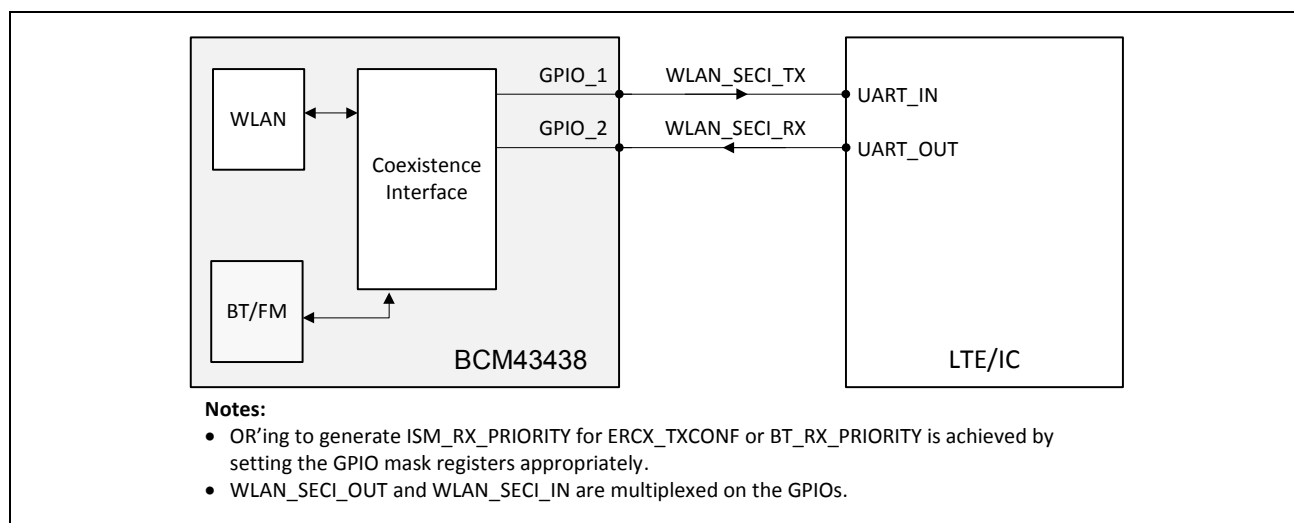 GPIO_1
WLAN_SECI_TX
UART_IN
WLAN
GPIO_2
WLAN_SECI_RX
UART_OUT
Coexistence
Interface
BT/FM
BCM43438
LTE/IC
Notes:
• OR’ing to generate ISM_RX_PRIORITY for ERCX_TXCONF or BT_RX_PRIORITY is achieved by
setting the GPIO mask registers appropriately.
• WLAN_SECI_OUT and WLAN_SECI_IN are multiplexed on the GPIOs.